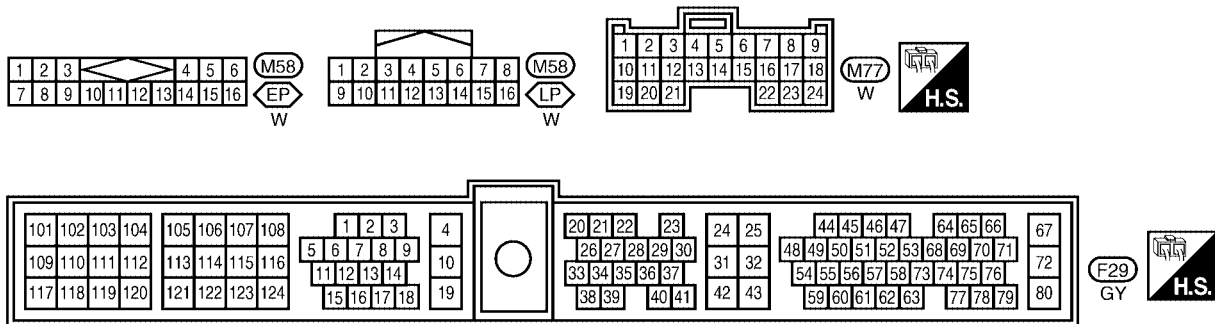 1 2 3 4 5 6
7 8 9 10 11 12 13 14 15 16
M58
EP
W
1 2 3 4 5 6 7 8
9 10 11 12 13 14 15 16
M58
LP
W
1 2 3 4 5 6 7 8 9
10 11 12 13 14 15 16 17 18
19 20 21 22 23 24
M77
W
H.S.
101 102 103 104 105 106 107 108
109 110 111 112 113 114 115 116
117 118 119 120 121 122 123 124
1 2 3 4
5 6 7 8 9 10
11 12 13 14
15 16 17 18 19
20 21 22 23 24 25
26 27 28 29 30
33 34 35 36 37 31 32
38 39 40 41 42 43
44 45 46 47 64 65 66 67
48 49 50 51 52 53 68 69 70 71
54 55 56 57 58 73 74 75 76 72
59 60 61 62 63 77 78 79 80
F29
GY
H.S.